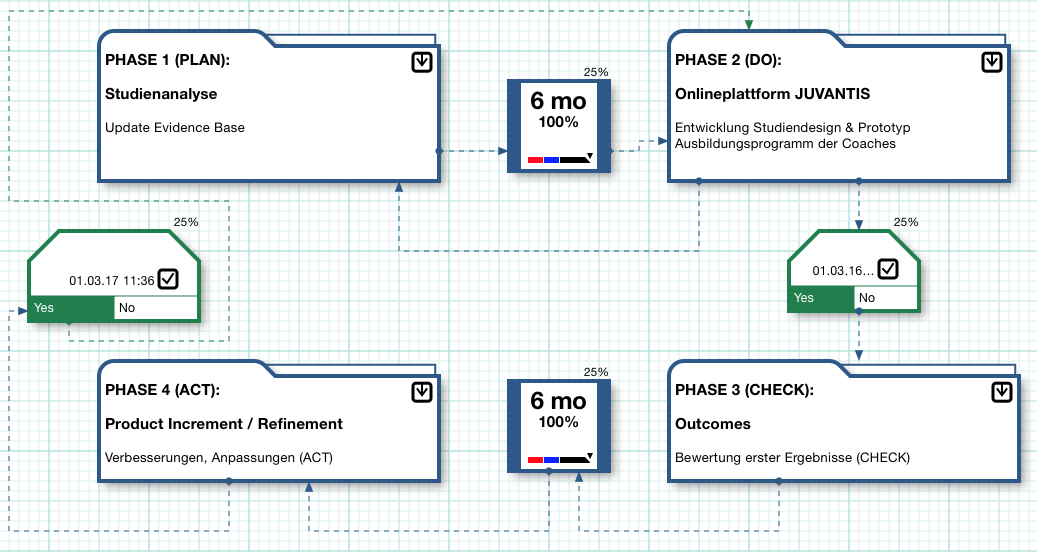 PHASE 1 (PLAN):
Studienanalyse
Update Evidence Base
25%
6 mo
100%
PHASE 2 (DO):
Onlineplattform JUVANTIS
Entwicklung Studiendesign & Prototyp
Ausbildungsprogramm der Coaches
25%
01.03.17 11:36
Yes
No
25%
01.03.16...
Yes
No
PHASE 4 (ACT):
Product Increment / Refinement
Verbesserungen, Anpassungen (ACT)
25%
6 mo
100%
PHASE 3 (CHECK):
Outcomes
Bewertung erster Ergebnisse (CHECK)